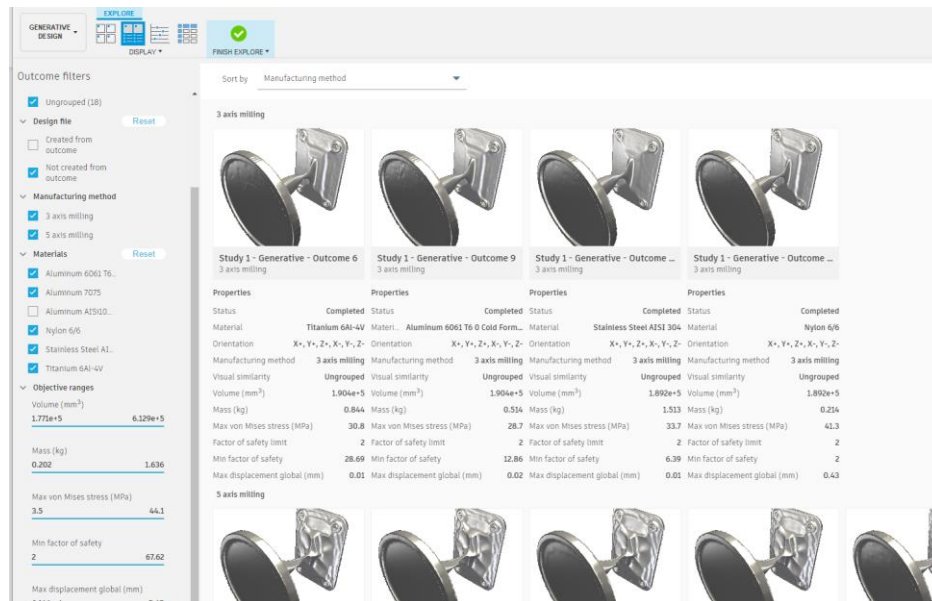 EXPLORE
GENERATIVE
DESIGN
DISPLAY
FINISH EXPLORE
Outcome filters
Ungrouped (18)
Design file Reset
Created from
outcome
Not created from
outcome
Manufacturing method
3 axis milling
5 axis milling
Materials Reset
Aluminum 6061 T6..
Aluminum 7075
Aluminum AlSi10..
Nylon 6/6
Stainless Steel AI..
Titanium 6Al-4V
Objective ranges
Volume (mm³)
1.771e+5 6.129e+5
Mass (kg)
0.202 1.636
Max von Mises stress (MPa)
3.5 44.1
Min factor of safety
2 67.62
Max displacement global (mm)
Sort by Manufacturing method
3 axis milling
Study 1 - Generative - Outcome 6 Study 1 - Generative - Outcome 9 Study 1 - Generative - Outcome ... Study 1 - Generative - Outcome ...
3 axis milling 3 axis milling 3 axis milling 3 axis milling
Properties Properties Properties Properties
Status Completed Status Completed Status Completed Status Completed
Material Titanium 6Al-4V Materi... Aluminum 6061 T6 0 Cold Form... Material Stainless Steel AISI 304 Material Nylon 6/6
Orientation X+, Y+, Z+, X-, Y-, Z- Orientation X+, Y+, Z+, X-, Y-, Z- Orientation X+, Y+, Z+, X-, Y-, Z- Orientation X+, Y+, Z+, X-, Y-, Z-
Manufacturing method 3 axis milling Manufacturing method 3 axis milling Manufacturing method 3 axis milling Manufacturing method 3 axis milling
Visual similarity Ungrouped Visual similarity Ungrouped Visual similarity Ungrouped Visual similarity Ungrouped
Volume (mm³) 1.904e+5 Volume (mm³) 1.904e+5 Volume (mm³) 1.892e+5 Volume (mm³) 1.892e+5
Mass (kg) 0.844 Mass (kg) 0.514 Mass (kg) 1.513 Mass (kg) 0.214
Max von Mises stress (MPa) 30.8 Max von Mises stress (MPa) 28.7 Max von Mises stress (MPa) 33.7 Max von Mises stress (MPa) 41.3
Factor of safety limit 2 Factor of safety limit 2 Factor of safety limit 2 Factor of safety limit 2
Min factor of safety 28.69 Min factor of safety 12.86 Min factor of safety 6.39 Min factor of safety 2
Max displacement global (mm) 0.01 Max displacement global (mm) 0.02 Max displacement global (mm) 0.01 Max displacement global (mm) 0.43
5 axis milling